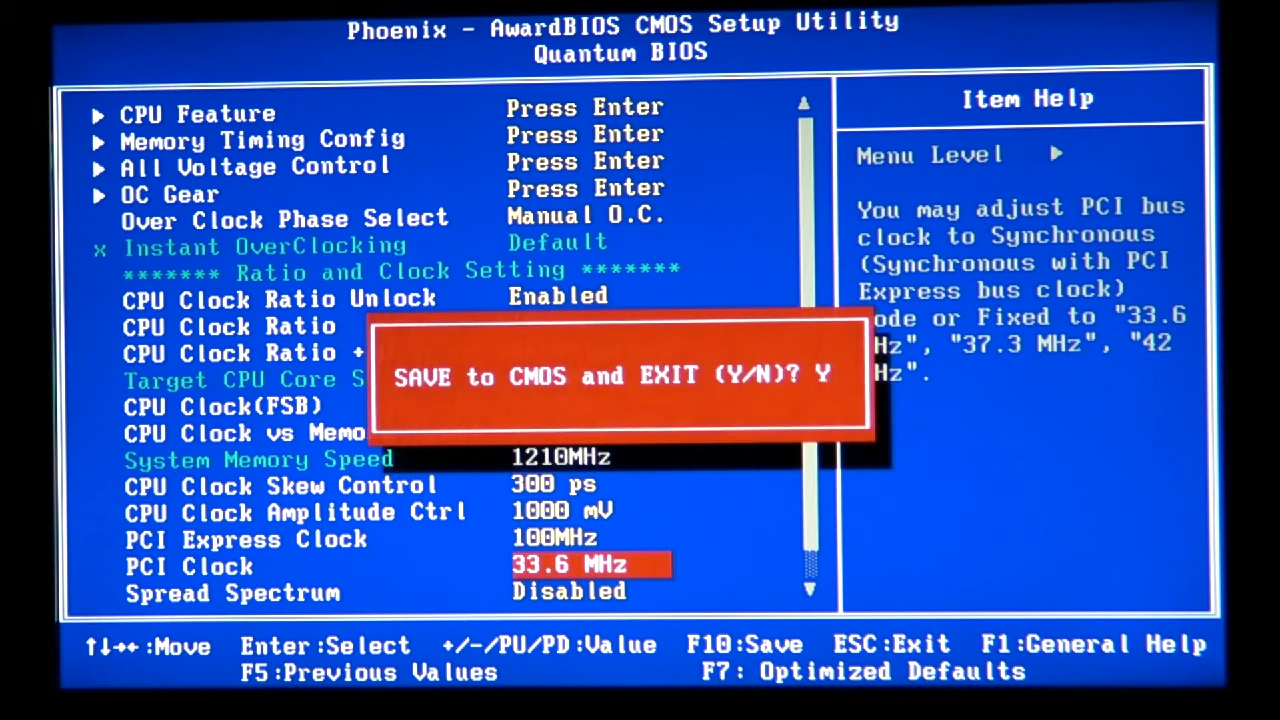 Phoenix - AwardBIOS CMOS Setup Utility
Quantum BIOS
CPU Feature Press Enter
Memory Timing Config Press Enter
All Voltage Control Press Enter
OC Gear Press Enter
Over Clock Phase Select Manual O.C.
x Instant OverClocking Default
******* Ratio and Clock Setting *******
CPU Clock Ratio Unlock Enabled
CPU Clock Ratio
CPU Clock Ratio +
Target CPU Core S
CPU Clock(FSB)
CPU Clock vs Memo
System Memory Speed 1210MHz
CPU Clock Skew Control 300 ps
CPU Clock Amplitude Ctrl 1000 mV
PCI Express Clock 100MHz
PCI Clock 33.6 MHz
Spread Spectrum Disabled
SAVE to CMOS and EXIT (Y/N)? Y
Item Help
Menu Level
You may adjust PCI bus
clock to Synchronous
(Synchronous with PCI
Express bus clock)
ode or Fixed to "33.6
Hz", "37.3 MHz", "42
Hz".
↑↓→←:Move Enter:Select +/-/PU/PD:Value F10:Save ESC:Exit F1:General Help
F5:Previous Values F7: Optimized Defaults